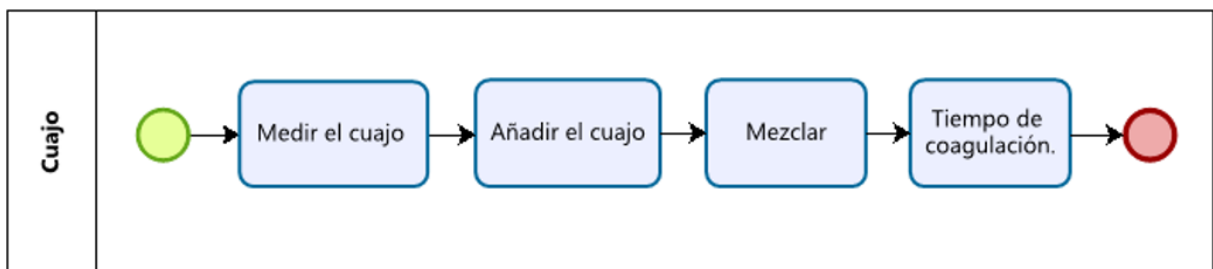 Cuajo
Medir el cuajo
Añadir el cuajo
Mezclar
Tiempo de
coagulación.